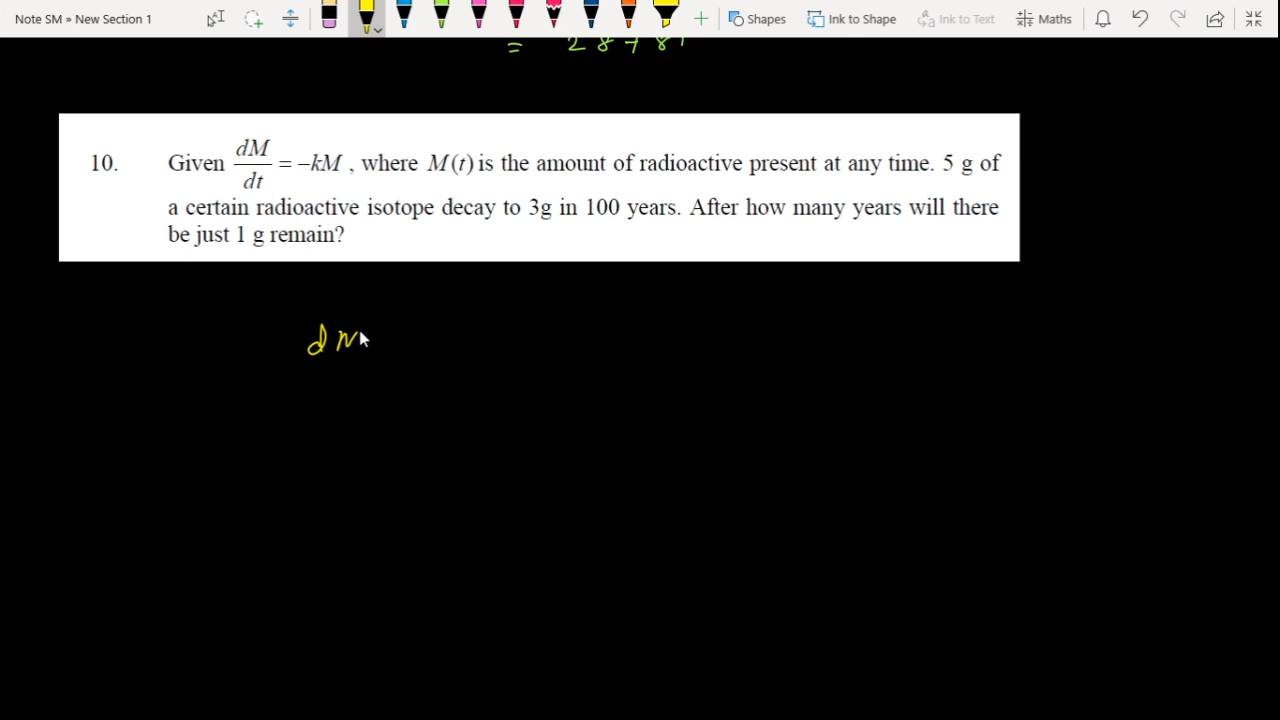 Note SM » New Section 1
Shapes
Ink to Shape
Ink to Text
Maths
= 28781
10. Given dM/dt = –kM , where M(t) is the amount of radioactive present at any time. 5 g of
a certain radioactive isotope decay to 3g in 100 years. After how many years will there
be just 1 g remain?
d